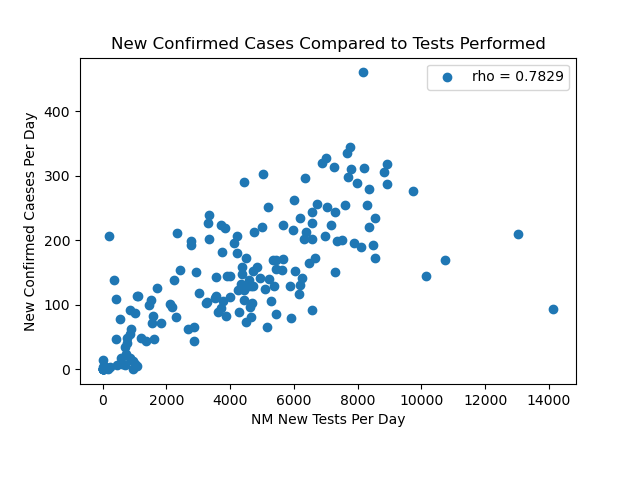 New Confirmed Cases Compared to Tests Performed
rho = 0.7829
New Confirmed Caeses Per Day
400
300
200
100
0
0 2000 4000 6000 8000 10000 12000 14000
NM New Tests Per Day